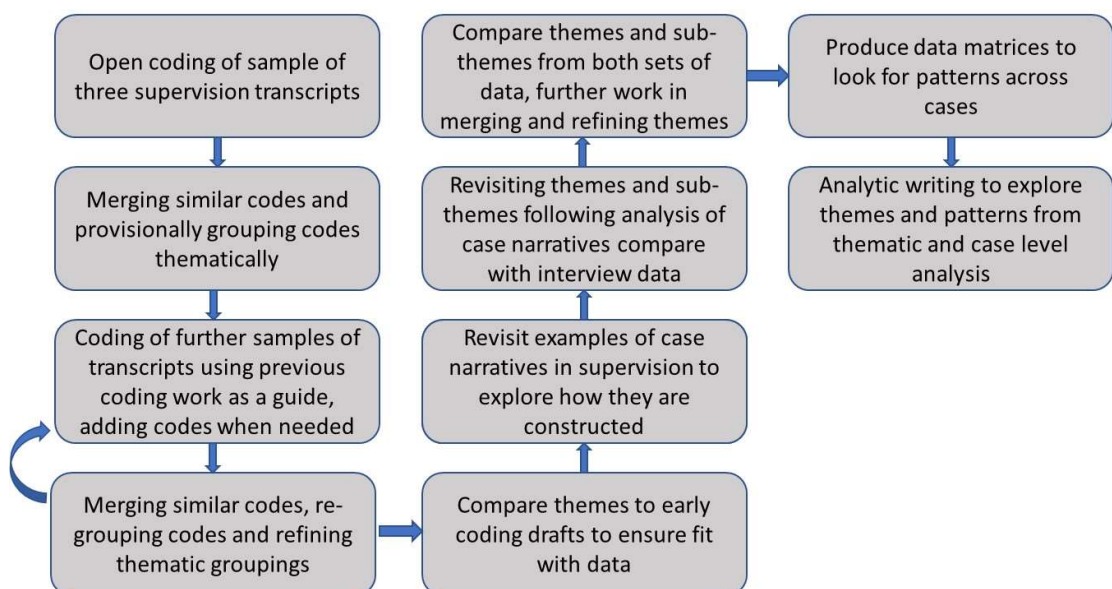 Open coding of sample of
three supervision transcripts
Merging similar codes and
provisionally grouping codes
thematically
Coding of further samples of
transcripts using previous
coding work as a guide,
adding codes when needed
Merging similar codes, re-
grouping codes and refining
thematic groupings
Compare themes to early
coding drafts to ensure fit
with data
Revisit examples of case
narratives in supervision to
explore how they are
constructed
Revisiting themes and sub-
themes following analysis of
case narratives compare
with interview data
Compare themes and sub-
themes from both sets of
data, further work in
merging and refining themes
Produce data matrices to
look for patterns across
cases
Analytic writing to explore
themes and patterns from
thematic and case level
analysis